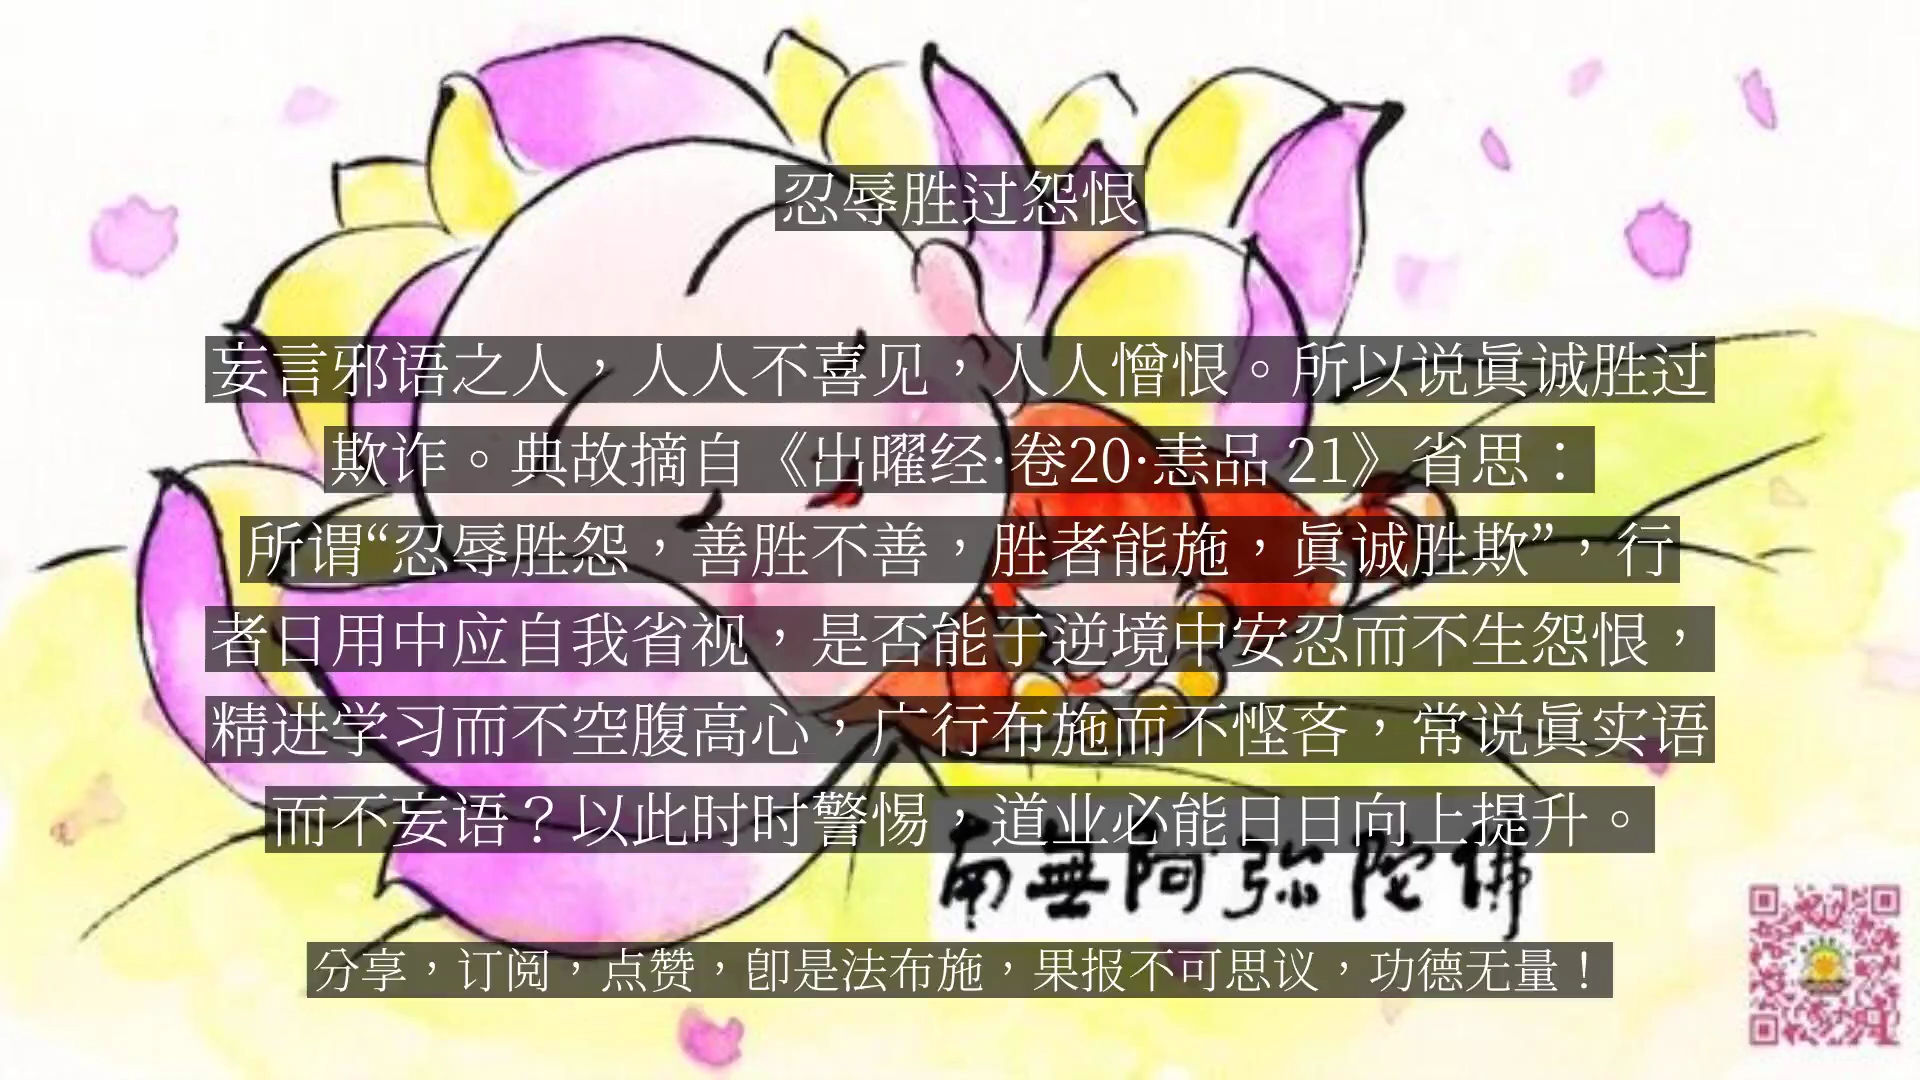 忍辱胜过怨恨
妄言邪语之人，人人不喜见，人人憎恨。所以说眞诚胜过
欺诈。典故摘自《出曜经·卷20·恚品 21》省思：
所谓“忍辱胜怨，善胜不善，胜者能施，眞诚胜欺”，行
者日用中应自我省视，是否能于逆境中安忍而不生怨恨，
精进学习而不空腹高心，广行布施而不悭吝，常说眞实语
而不妄语？以此时时警惕，道业必能日日向上提升。
南無阿弥陀佛
分享，订阅，点赞，卽是法布施，果报不可思议，功德无量！